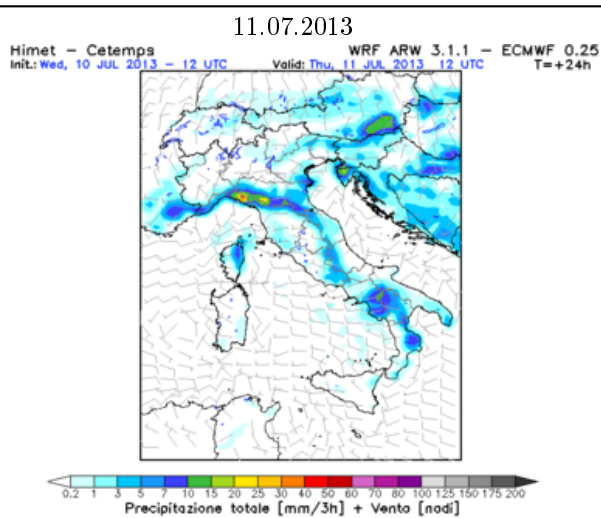 11.07.2013
Himet – Cetemps WRF ARW 3.1.1 – ECMWF 0.25
Init.: Wed, 10 JUL 2013 – 12 UTC Valid: Thu, 11 JUL 2013 12 UTC T=+24h
0.2 1 3 5 7 10 15 20 25 30 40 50 60 70 80 100 125 150 175 200
Precipitazione totale [mm/3h] + Vento [nodi]